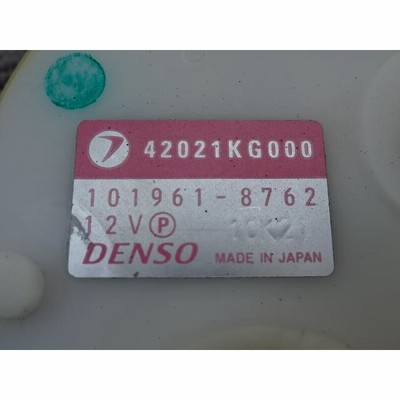 42021KG000
101961-8762
12V Ⓟ
DENSO MADE IN JAPAN